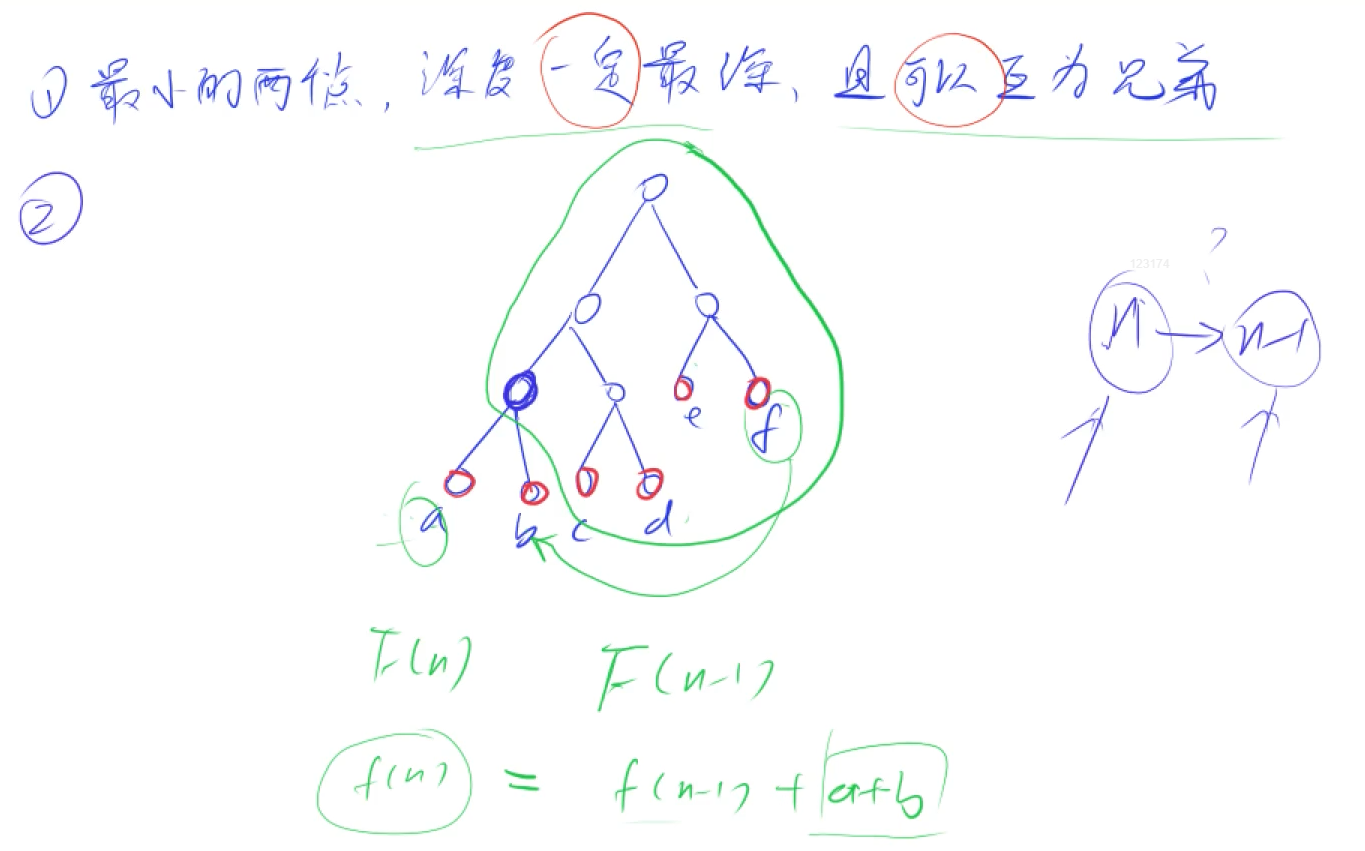 ① 最小的两个点,深度一定最深、且可以互为兄弟
②
?
123174
n → n-1
e f
a b c d
F(n) F(n-1)
f(n) = f(n-1) + a+b